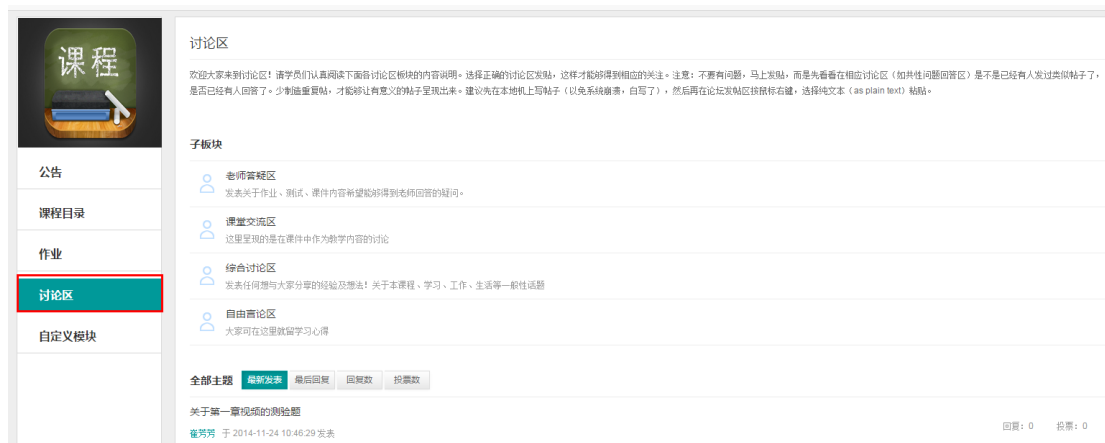 课程
公告
课程目录
作业
讨论区
自定义模块
讨论区
欢迎大家来到讨论区！请学员们认真阅读下面各讨论区板块的内容说明。选择正确的讨论区发贴，这样才能够得到相应的关注。注意：不要有问题，马上发贴，而是先看看在相应讨论区（如共性问题回答区）是不是已经有人发过类似帖子了，
是否已经有人回答了。少制造重复帖，才能够让有意义的帖子呈现出来。建议先在本地机上写帖子（以免系统崩溃，白写了），然后再在论坛发帖区按鼠标右键，选择纯文本（as plain text）粘贴。
子板块
老师答疑区
发表关于作业、测试、课件内容希望能够得到老师回答的疑问。
课堂交流区
这里呈现的是在课件中作为教学内容的讨论
综合讨论区
发表任何想与大家分享的经验及想法！关于本课程、学习、工作、生活等一般性话题
自由言论区
大家可在这里就留学习心得
全部主题 最新发表 最后回复 回复数 投票数
关于第一章视频的测验题
崔芳芳 于 2014-11-24 10:46:29 发表
回复：0 投票：0